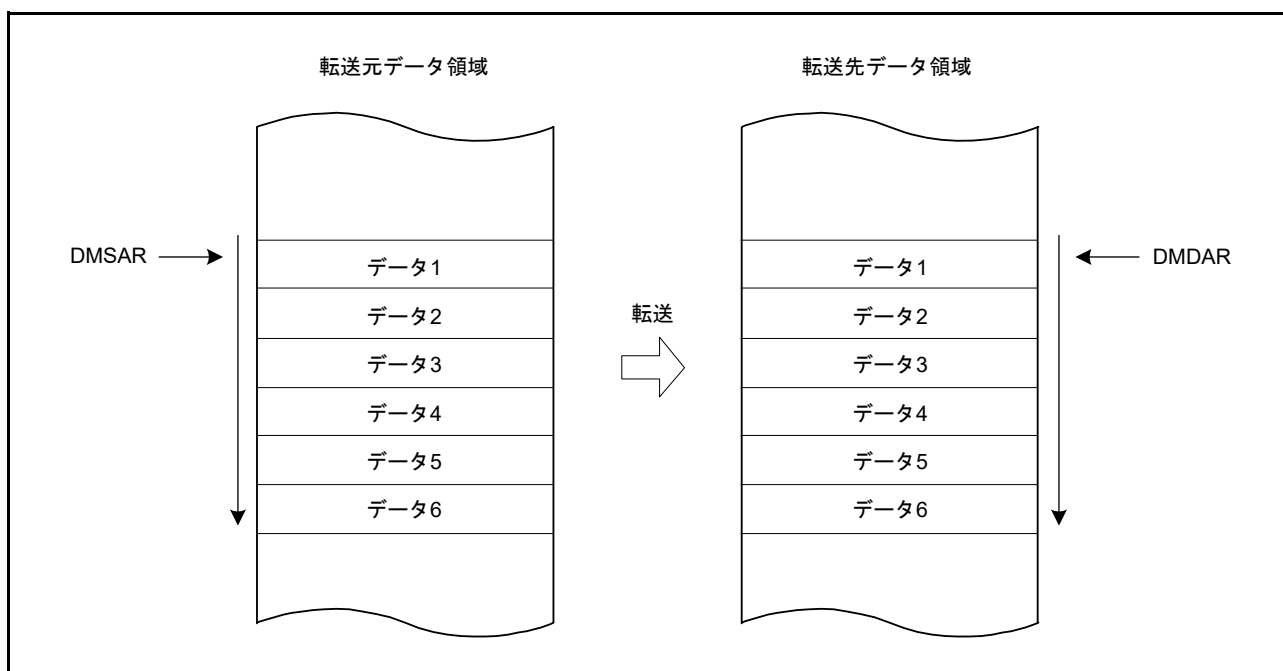 転送元データ領域
転送先データ領域
DMSAR
DMDAR
データ1
データ2
データ3
データ4
データ5
データ6
転送
データ1
データ2
データ3
データ4
データ5
データ6